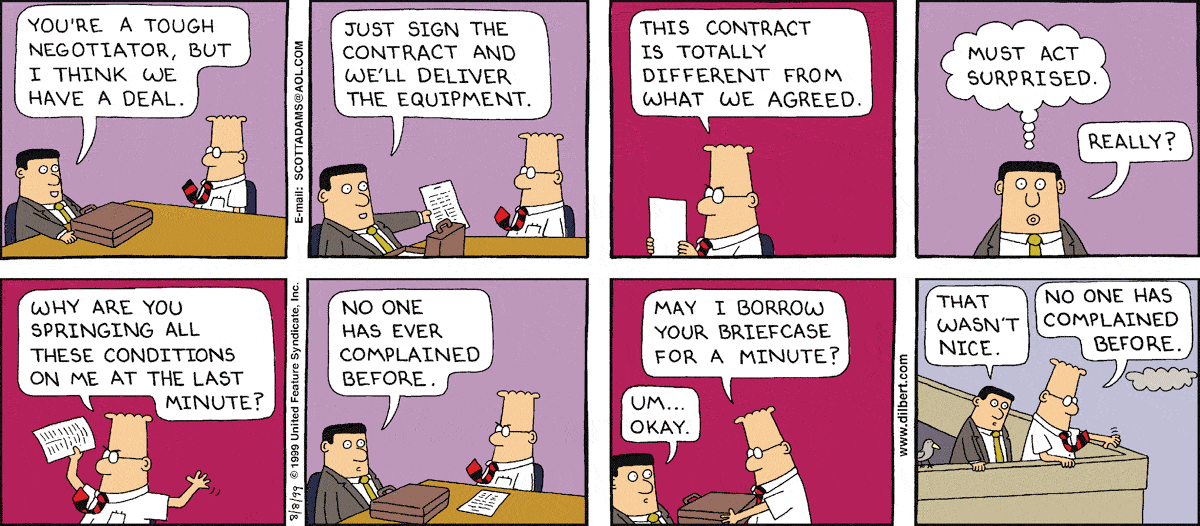 YOU'RE A TOUGH
NEGOTIATOR, BUT
I THINK WE
HAVE A DEAL.
E-mail: SCOTTADAMS@AOL.COM
JUST SIGN THE
CONTRACT AND
WE'LL DELIVER
THE EQUIPMENT.
THIS CONTRACT
IS TOTALLY
DIFFERENT FROM
WHAT WE AGREED.
MUST ACT
SURPRISED.
REALLY?
WHY ARE YOU
SPRINGING ALL
THESE CONDITIONS
ON ME AT THE LAST
MINUTE?
8/8/99 © 1999 United Feature Syndicate, Inc.
NO ONE
HAS EVER
COMPLAINED
BEFORE.
MAY I BORROW
YOUR BRIEFCASE
FOR A MINUTE?
UM...
OKAY.
www.dilbert.com
THAT
WASN'T
NICE.
NO ONE HAS
COMPLAINED
BEFORE.